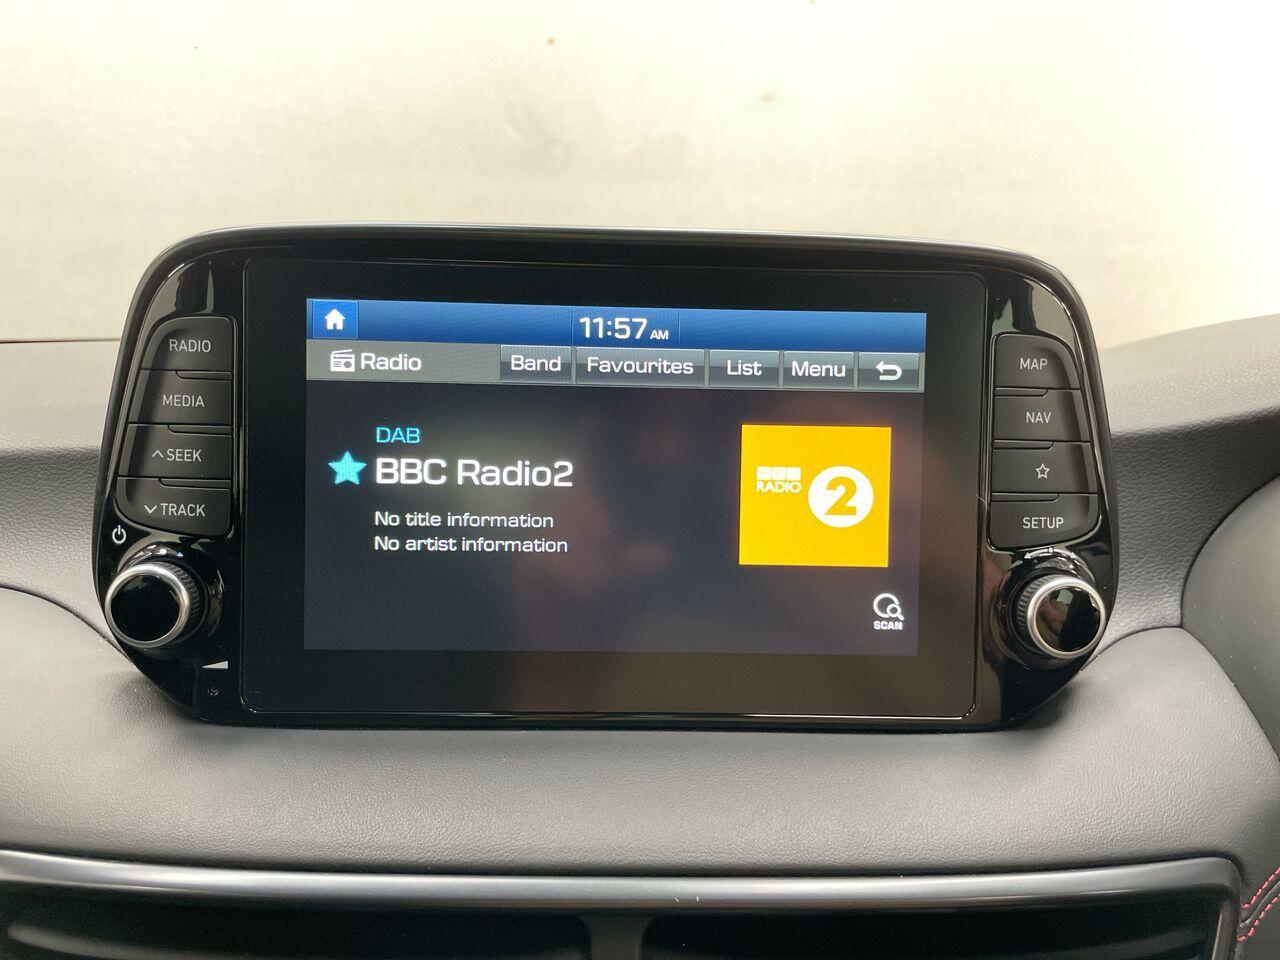 11:57 AM
Radio
Band
Favourites
List
Menu
RADIO
MEDIA
SEEK
TRACK
DAB
BBC Radio2
No title information
No artist information
BBC
RADIO
2
SCAN
MAP
NAV
SETUP